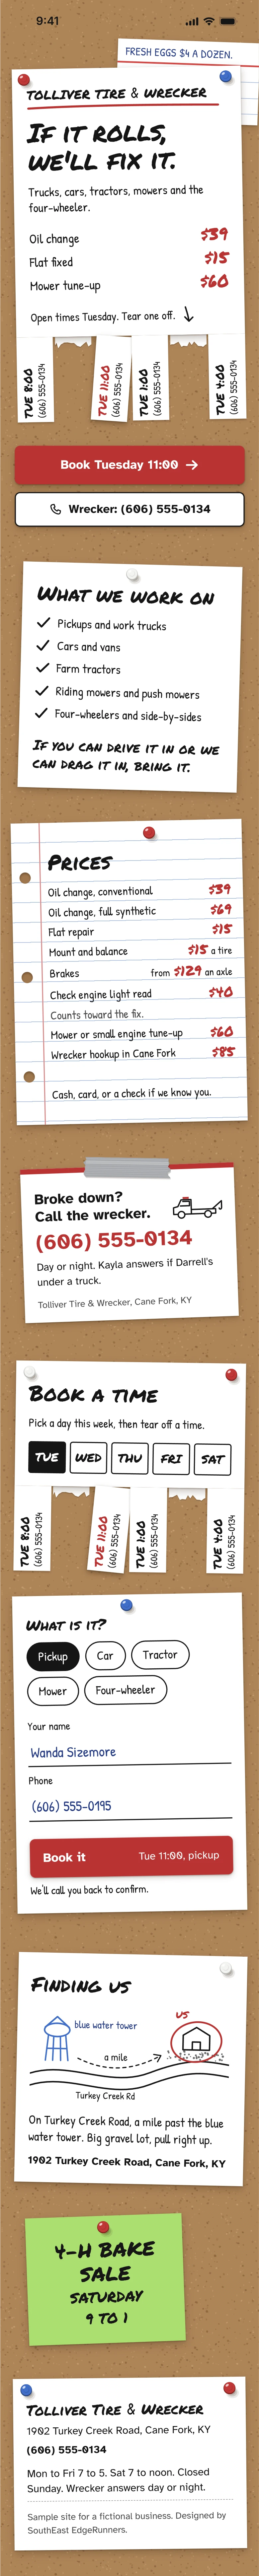 9:41
FRESH EGGS $4 A DOZEN.
TOLLIVER TIRE & WRECKER
IF IT ROLLS,
WE'LL FIX IT.
Trucks, cars, tractors, mowers and the
four-wheeler.
Oil change $39
Flat fixed $15
Mower tune-up $60
Open times Tuesday. Tear one off.
TUE 8:00
(606) 555-0134
TUE 11:00
(606) 555-0134
TUE 1:00
(606) 555-0134
TUE 4:00
(606) 555-0134
Book Tuesday 11:00 →
Wrecker: (606) 555-0134
WHAT WE WORK ON
Pickups and work trucks
Cars and vans
Farm tractors
Riding mowers and push mowers
Four-wheelers and side-by-sides
IF YOU CAN DRIVE IT IN OR WE
CAN DRAG IT IN, BRING IT.
PRICES
Oil change, conventional $39
Oil change, full synthetic $69
Flat repair $15
Mount and balance $15 a tire
Brakes from $129 an axle
Check engine light read $40
Counts toward the fix.
Mower or small engine tune-up $60
Wrecker hookup in Cane Fork $85
Cash, card, or a check if we know you.
Broke down?
Call the wrecker.
(606) 555-0134
Day or night. Kayla answers if Darrell's
under a truck.
Tolliver Tire & Wrecker, Cane Fork, KY
BOOK A TIME
Pick a day this week, then tear off a time.
TUE WED THU FRI SAT
TUE 8:00
(606) 555-0134
TUE 11:00
(606) 555-0134
TUE 1:00
(606) 555-0134
TUE 4:00
(606) 555-0134
WHAT IS IT?
Pickup Car Tractor
Mower Four-wheeler
Your name
Wanda Sizemore
Phone
(606) 555-0195
Book it Tue 11:00, pickup
We'll call you back to confirm.
FINDING US
US
blue water tower
a mile
Turkey Creek Rd
On Turkey Creek Road, a mile past the blue
water tower. Big gravel lot, pull right up.
1902 Turkey Creek Road, Cane Fork, KY
4-H BAKE
SALE
SATURDAY
9 TO 1
TOLLIVER TIRE & WRECKER
1902 Turkey Creek Road, Cane Fork, KY
(606) 555-0134
Mon to Fri 7 to 5. Sat 7 to noon. Closed
Sunday. Wrecker answers day or night.
Sample site for a fictional business. Designed by
SouthEast EdgeRunners.